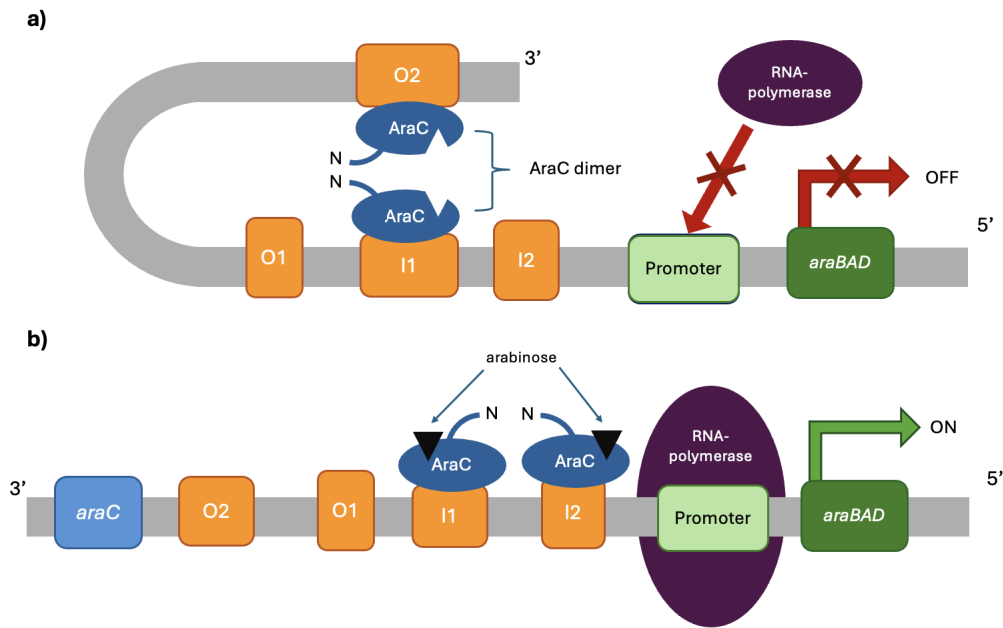 a)
O2
3’
RNA-
polymerase
AraC
N
N
AraC dimer
AraC
OFF
5’
O1
I1
I2
Promoter
araBAD
b)
arabinose
N
N
ON
RNA-
polymerase
AraC
AraC
3’
5’
araC
O2
O1
I1
I2
Promoter
araBAD